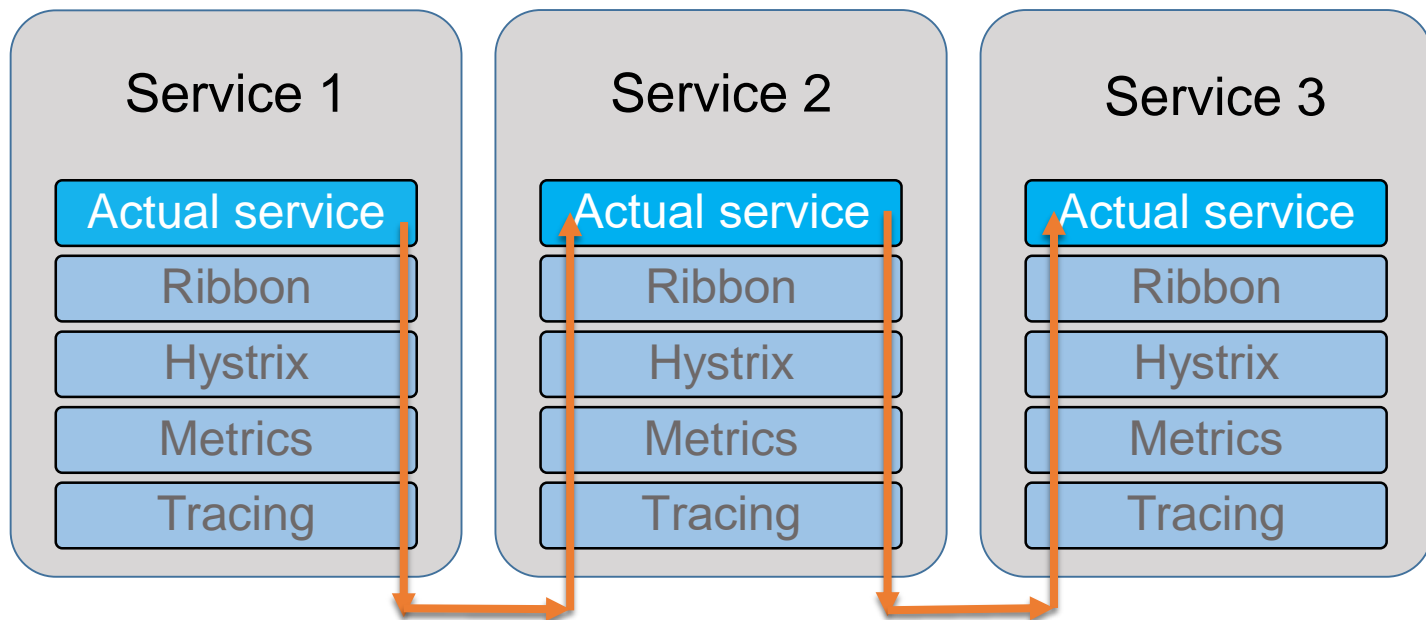 Service 1
Actual service
Ribbon
Hystrix
Metrics
Tracing
Service 2
Actual service
Ribbon
Hystrix
Metrics
Tracing
Service 3
Actual service
Ribbon
Hystrix
Metrics
Tracing